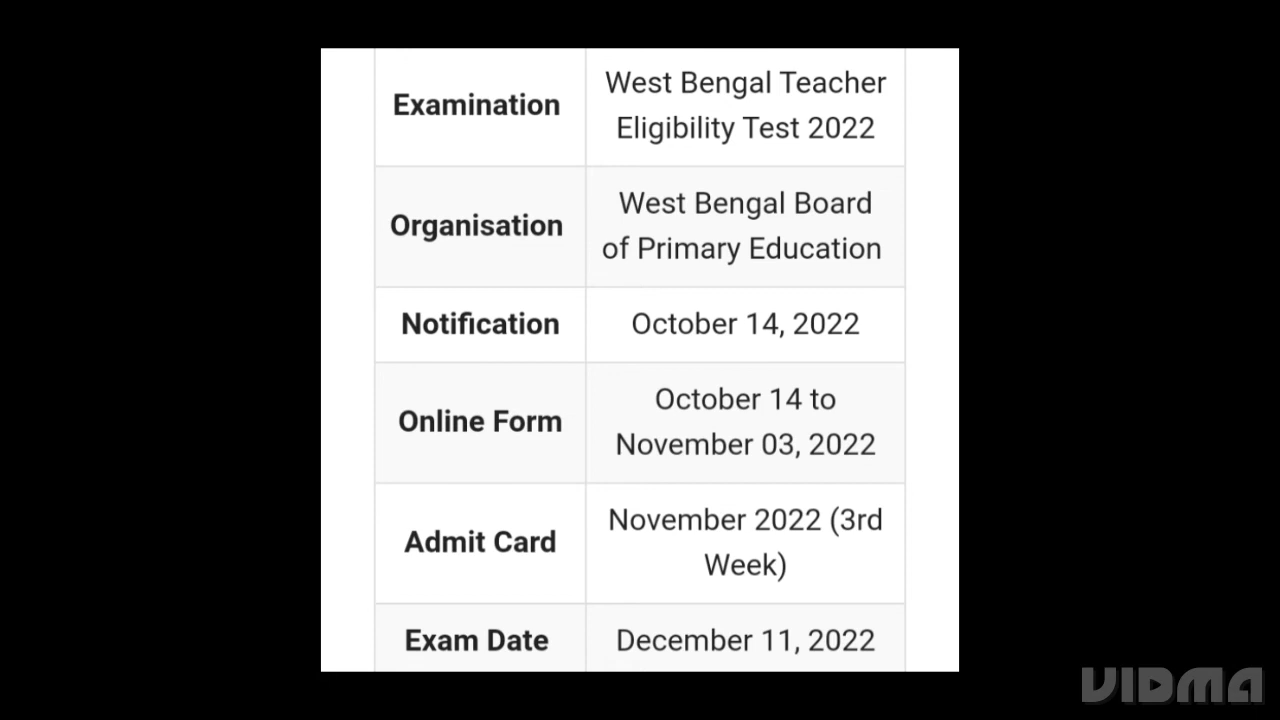 Examination
West Bengal Teacher
Eligibility Test 2022
Organisation
West Bengal Board
of Primary Education
Notification
October 14, 2022
Online Form
October 14 to
November 03, 2022
Admit Card
November 2022 (3rd
Week)
Exam Date
December 11, 2022
VIDMA